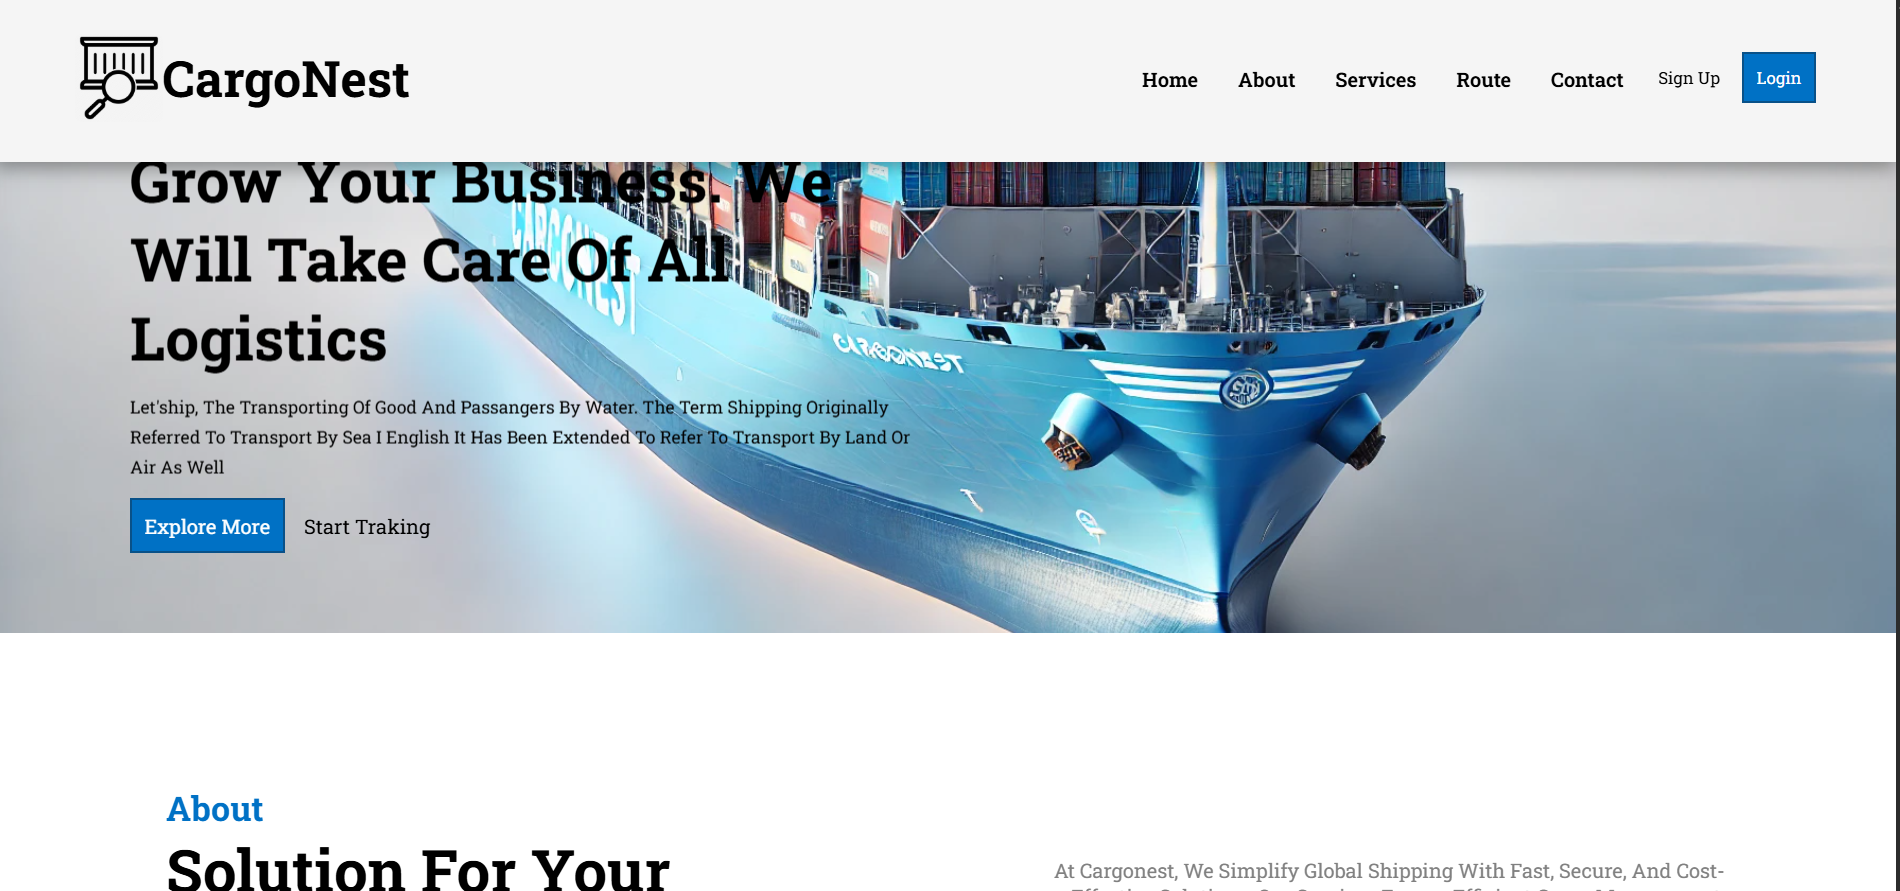 CargoNest
Home About Services Route Contact Sign Up Login
Grow Your Business. We
Will Take Care Of All
Logistics
CARGONEST
Let'ship, The Transporting Of Good And Passangers By Water. The Term Shipping Originally
Referred To Transport By Sea I English It Has Been Extended To Refer To Transport By Land Or
Air As Well
Explore More Start Traking
About
Solution For Your
At Cargonest, We Simplify Global Shipping With Fast, Secure, And Cost-